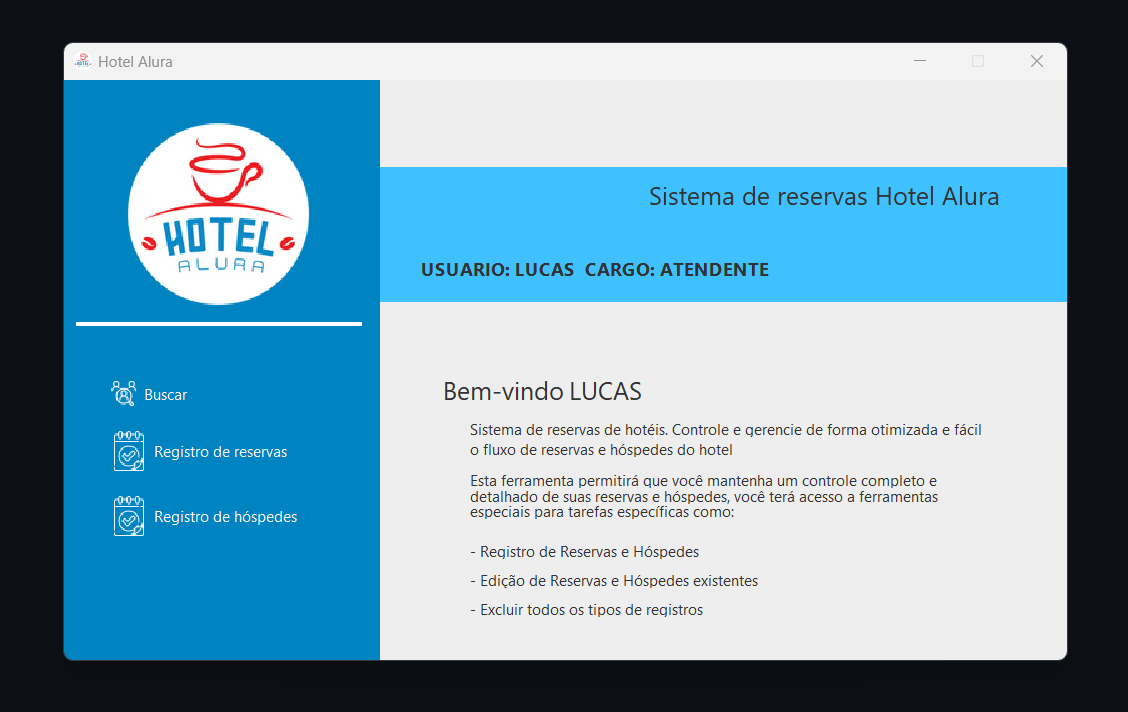 Hotel Alura
HOTEL
ALURA
Sistema de reservas Hotel Alura
USUARIO: LUCAS CARGO: ATENDENTE
Buscar
Registro de reservas
Registro de hóspedes
Bem-vindo LUCAS
Sistema de reservas de hotéis. Controle e gerencie de forma otimizada e fácil
o fluxo de reservas e hóspedes do hotel
Esta ferramenta permitirá que você mantenha um controle completo e
detalhado de suas reservas e hóspedes, você terá acesso a ferramentas
especiais para tarefas específicas como:
- Registro de Reservas e Hóspedes
- Edição de Reservas e Hóspedes existentes
- Excluir todos os tipos de registros